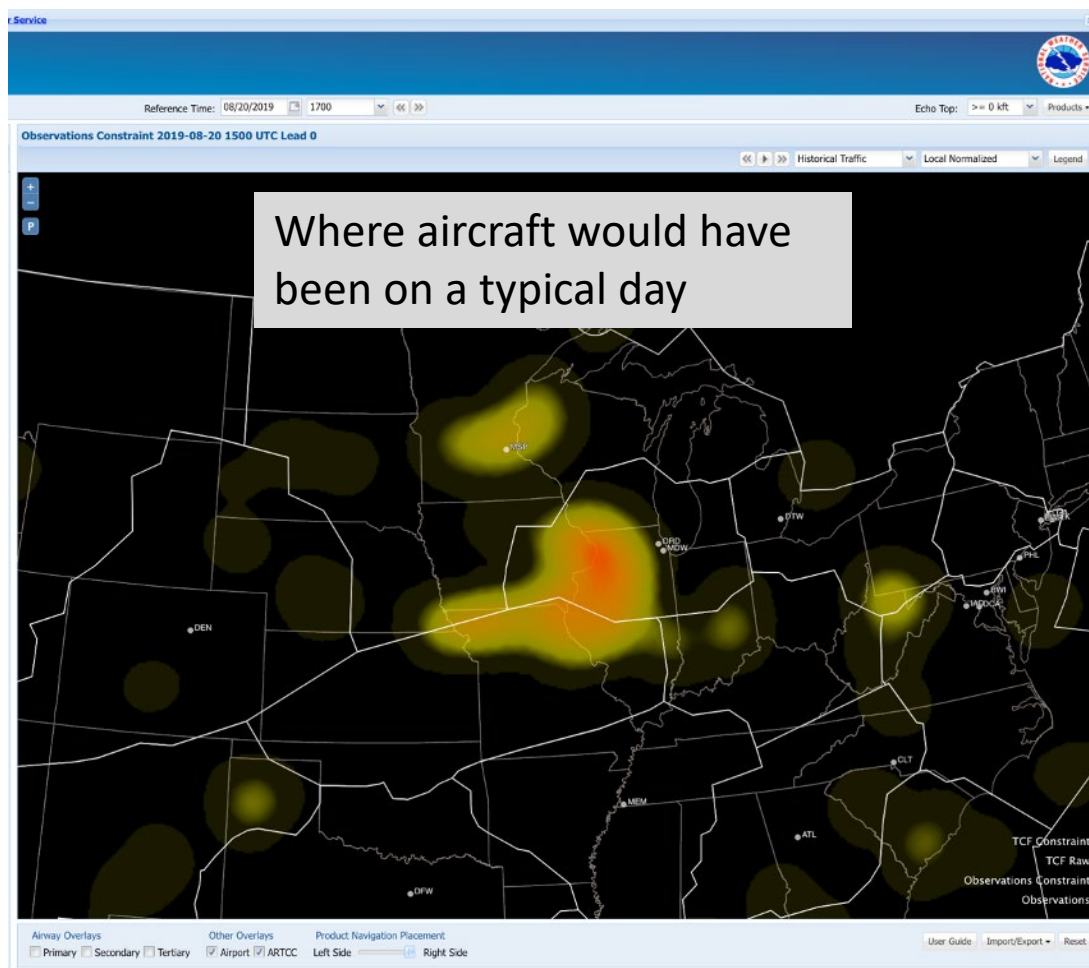 r Service
Reference Time: 08/20/2019 1700
Echo Top: >= 0 kft Products
Observations Constraint 2019-08-20 1500 UTC Lead 0
Historical Traffic Local Normalized Legend
+
−
P
Where aircraft would have
been on a typical day
MSP
ORD
MDW
DTW
PHL
BWI
DEN
CLT
MEM
ATL
DFW
TCF Constraint
TCF Raw
Observations Constraint
Observations
Airway Overlays Other Overlays Product Navigation Placement
Primary Secondary Tertiary Airport ARTCC Left Side Right Side
User Guide Import/Export Reset